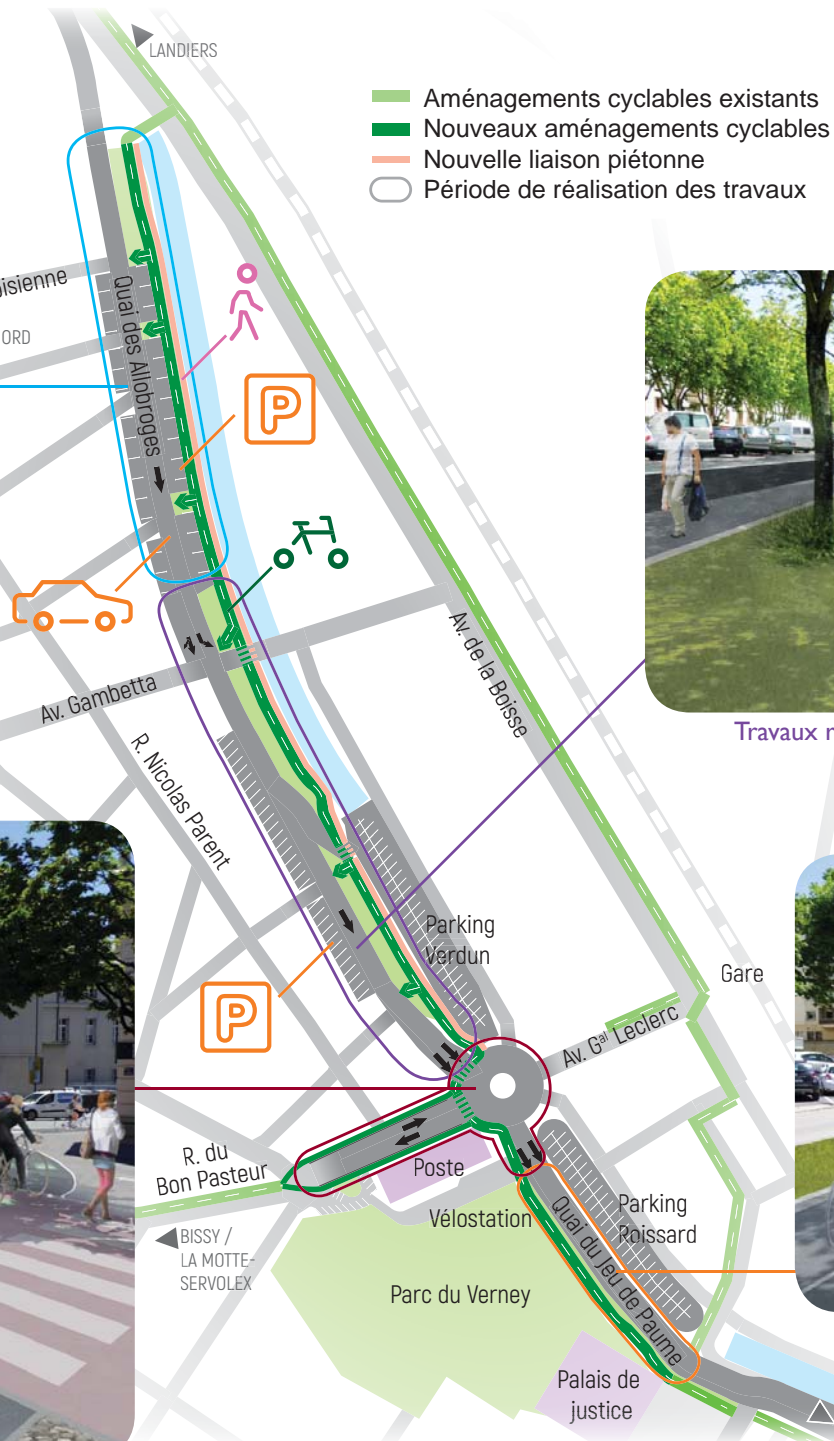 LANDIERS
Aménagements cyclables existants
Nouveaux aménagements cyclables
Nouvelle liaison piétonne
Période de réalisation des travaux
Quai des Allobroges
P
Av. de la Boisse
Av. Gambetta
R. Nicolas Parent
Travaux
Parking
Verdun
Gare
P
Av. Gal Leclerc
R. du
Bon Pasteur
Poste
Vélostation
Parking
Roissard
Quai du Jeu de Paume
BISSY /
LA MOTTE-
SERVOLEX
Parc du Verney
Palais de
justice